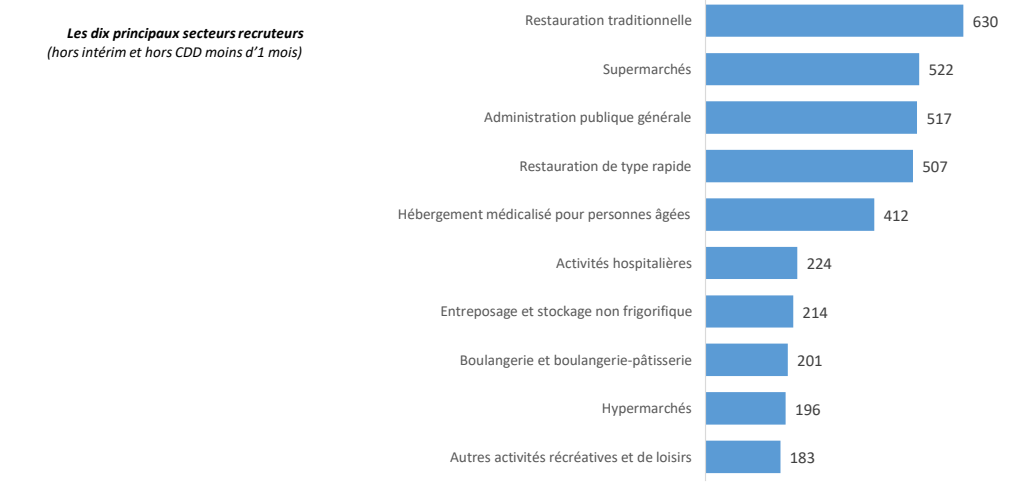 Les dix principaux secteurs recruteurs
(hors intérim et hors CDD moins d'1 mois)
Restauration traditionnelle 630
Supermarchés 522
Administration publique générale 517
Restauration de type rapide 507
Hébergement médicalisé pour personnes âgées 412
Activités hospitalières 224
Entreposage et stockage non frigorifique 214
Boulangerie et boulangerie-pâtisserie 201
Hypermarchés 196
Autres activités récréatives et de loisirs 183